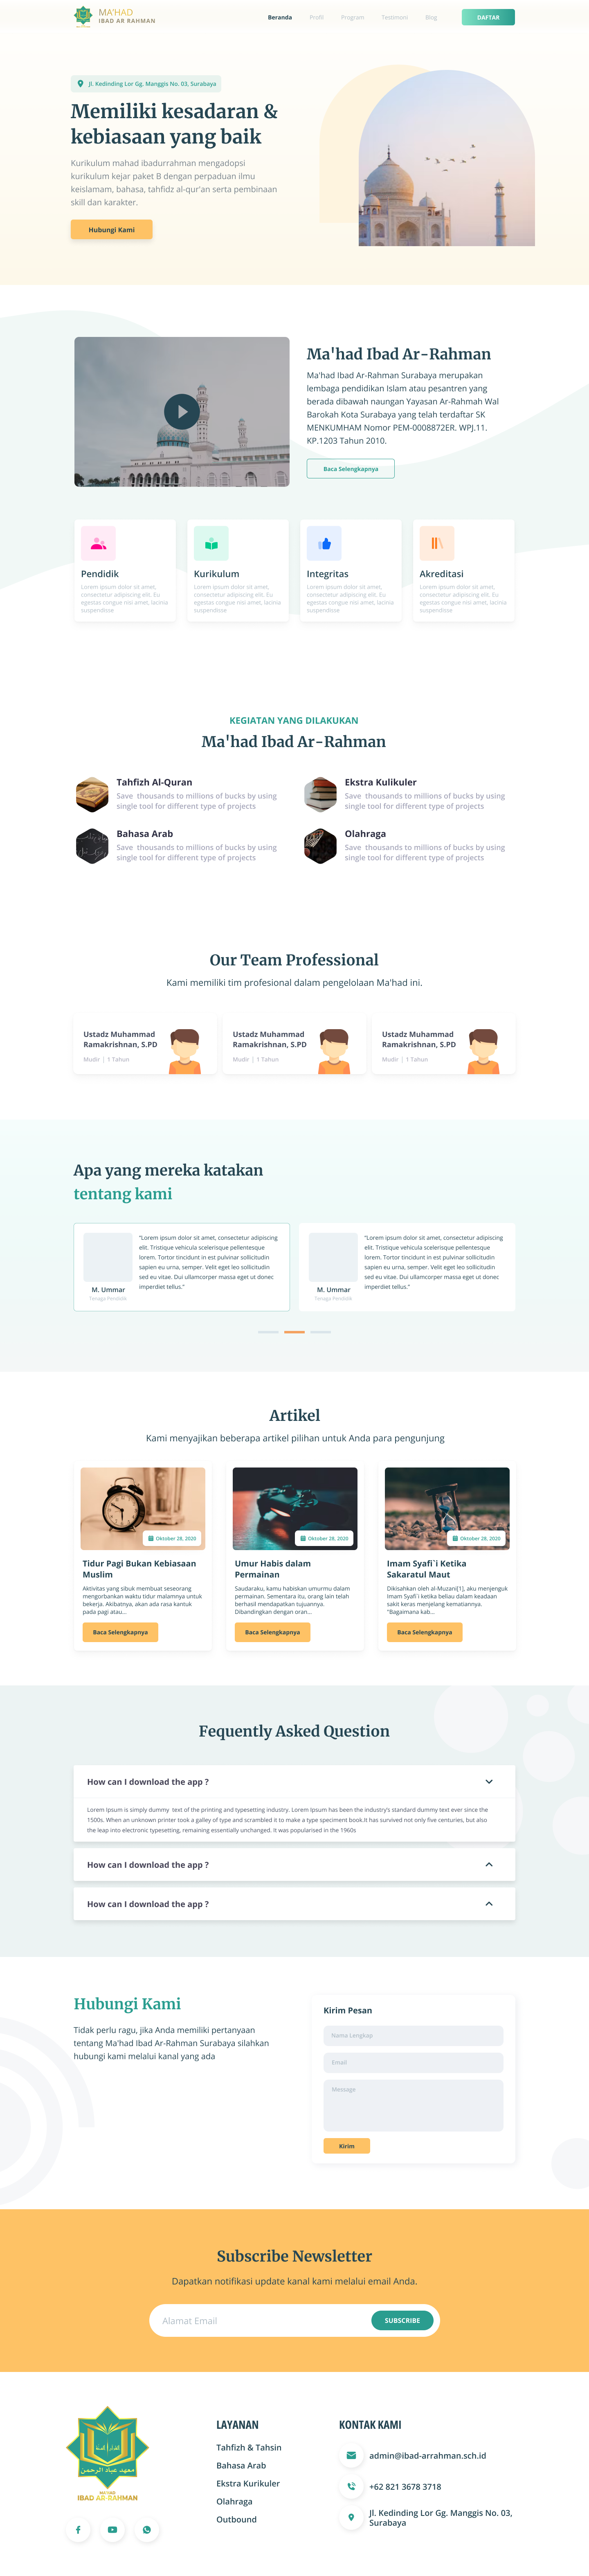 MA'HAD
IBAD AR RAHMAN
Beranda
Profil
Program
Testimoni
Blog
DAFTAR
Jl. Kedinding Lor Gg. Manggis No. 03, Surabaya
Memiliki kesadaran &
kebiasaan yang baik
Kurikulum mahad ibadurrahman mengadopsi
kurikulum kejar paket B dengan perpaduan ilmu
keislamam, bahasa, tahfidz al-qur'an serta pembinaan
skill dan karakter.
Hubungi Kami
Ma'had Ibad Ar-Rahman
Ma'had Ibad Ar-Rahman Surabaya merupakan
lembaga pendidikan Islam atau pesantren yang
berada dibawah naungan Yayasan Ar-Rahmah Wal
Barokah Kota Surabaya yang telah terdaftar SK
MENKUMHAM Nomor PEM-0008872ER. WPJ.11.
KP.1203 Tahun 2010.
Baca Selengkapnya
Pendidik
Lorem ipsum dolor sit amet,
consectetur adipiscing elit. Eu
egestas congue nisi amet, lacinia
suspendisse
Kurikulum
Lorem ipsum dolor sit amet,
consectetur adipiscing elit. Eu
egestas congue nisi amet, lacinia
suspendisse
Integritas
Lorem ipsum dolor sit amet,
consectetur adipiscing elit. Eu
egestas congue nisi amet, lacinia
suspendisse
Akreditasi
Lorem ipsum dolor sit amet,
consectetur adipiscing elit. Eu
egestas congue nisi amet, lacinia
suspendisse
KEGIATAN YANG DILAKUKAN
Ma'had Ibad Ar-Rahman
Tahfizh Al-Quran
Save thousands to millions of bucks by using
single tool for different type of projects
Ekstra Kulikuler
Save thousands to millions of bucks by using
single tool for different type of projects
Bahasa Arab
Save thousands to millions of bucks by using
single tool for different type of projects
Olahraga
Save thousands to millions of bucks by using
single tool for different type of projects
Our Team Professional
Kami memiliki tim profesional dalam pengelolaan Ma'had ini.
Ustadz Muhammad
Ramakrishnan, S.PD
Mudir | 1 Tahun
Ustadz Muhammad
Ramakrishnan, S.PD
Mudir | 1 Tahun
Ustadz Muhammad
Ramakrishnan, S.PD
Mudir | 1 Tahun
Apa yang mereka katakan
tentang kami
"Lorem ipsum dolor sit amet, consectetur adipiscing
elit. Tristique vehicula scelerisque pellentesque
lorem. Tortor tincidunt in est pulvinar sollicitudin
sapien eu urna, semper. Velit eget leo sollicitudin
sed eu vitae. Dui ullamcorper massa eget ut donec
imperdiet tellus."
M. Ummar
Tenaga Pendidik
"Lorem ipsum dolor sit amet, consectetur adipiscing
elit. Tristique vehicula scelerisque pellentesque
lorem. Tortor tincidunt in est pulvinar sollicitudin
sapien eu urna, semper. Velit eget leo sollicitudin
sed eu vitae. Dui ullamcorper massa eget ut donec
imperdiet tellus."
M. Ummar
Tenaga Pendidik
Artikel
Kami menyajikan beberapa artikel pilihan untuk Anda para pengunjung
Oktober 28, 2020
Tidur Pagi Bukan Kebiasaan
Muslim
Aktivitas yang sibuk membuat seseorang
mengorbankan waktu tidur malamnya untuk
bekerja. Akibatnya, akan ada rasa kantuk
pada pagi atau...
Baca Selengkapnya
Oktober 28, 2020
Umur Habis dalam
Permainan
Saudaraku, kamu habiskan umurmu dalam
permainan. Sementara itu, orang lain telah
berhasil mendapatkan tujuannya.
Dibandingkan dengan oran...
Baca Selengkapnya
Oktober 28, 2020
Imam Syafi`i Ketika
Sakaratul Maut
Dikisahkan oleh al-Muzani[1], aku menjenguk
Imam Syafi'i ketika beliau dalam keadaan
sakit keras menjelang kematiannya.
"Bagaimana kab...
Baca Selengkapnya
Fequently Asked Question
How can I download the app ?
Lorem Ipsum is simply dummy text of the printing and typesetting industry. Lorem Ipsum has been the industry's standard dummy text ever since the
1500s. When an unknown printer took a galley of type and scrambled it to make a type speciment book.It has survived not only five centuries, but also
the leap into electronic typesetting, remaining essentially unchanged. It was popularised in the 1960s
How can I download the app ?
How can I download the app ?
Hubungi Kami
Tidak perlu ragu, jika Anda memiliki pertanyaan
tentang Ma'had Ibad Ar-Rahman Surabaya silahkan
hubungi kami melalui kanal yang ada
Kirim Pesan
Nama Lengkap
Email
Message
Kirim
Subscribe Newsletter
Dapatkan notifikasi update kanal kami melalui email Anda.
Alamat Email
SUBSCRIBE
معهد عباد الرحمن
MA'HAD
IBAD AR-RAHMAN
LAYANAN
Tahfizh & Tahsin
Bahasa Arab
Ekstra Kurikuler
Olahraga
Outbound
KONTAK KAMI
admin@ibad-arrahman.sch.id
+62 821 3678 3718
Jl. Kedinding Lor Gg. Manggis No. 03,
Surabaya